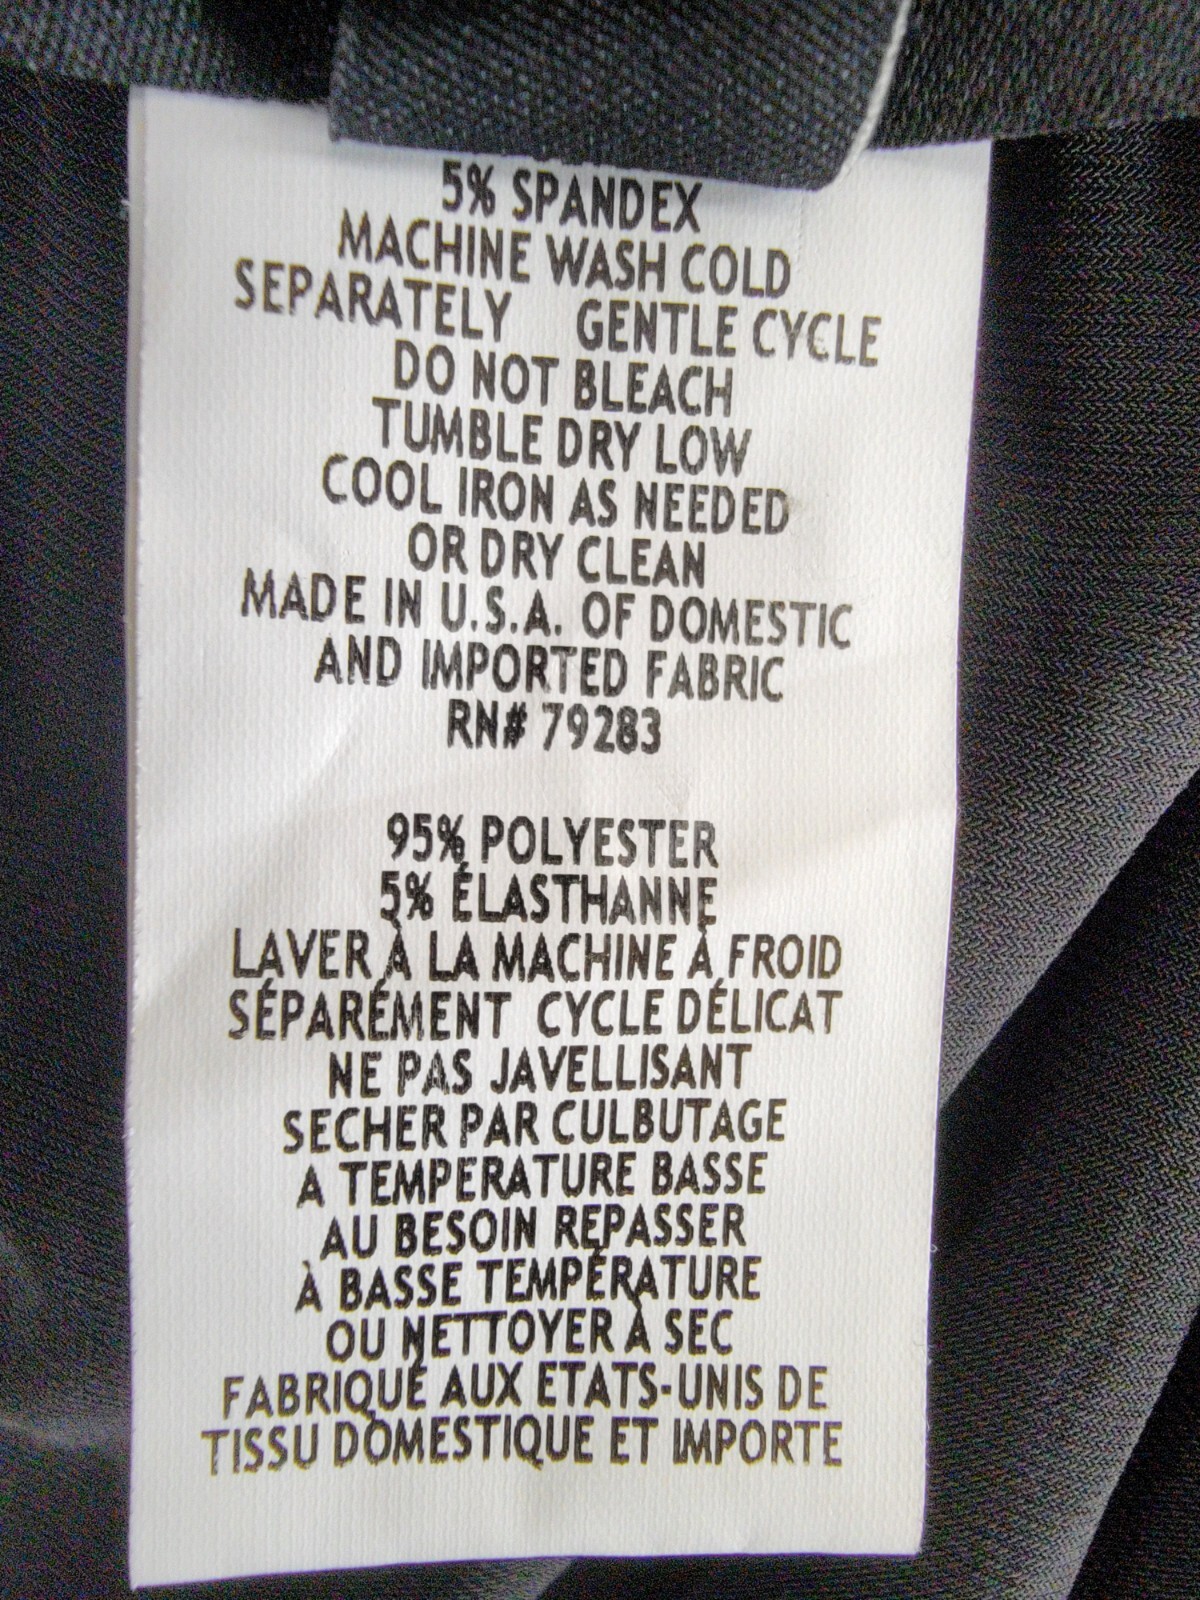 5% SPANDEX
MACHINE WASH COLD
SEPARATELY GENTLE CYCLE
DO NOT BLEACH
TUMBLE DRY LOW
COOL IRON AS NEEDED
OR DRY CLEAN
MADE IN U.S.A. OF DOMESTIC
AND IMPORTED FABRIC
RN# 79283
95% POLYESTER
5% ÉLASTHANNE
LAVER À LA MACHINE À FROID
SÉPARÉMENT CYCLE DÉLICAT
NE PAS JAVELLISANT
SECHER PAR CULBUTAGE
A TEMPERATURE BASSE
AU BESOIN REPASSER
À BASSE TEMPÉRATURE
OU NETTOYER À SEC
FABRIQUÉ AUX ETATS-UNIS DE
TISSU DOMESTIQUE ET IMPORTE